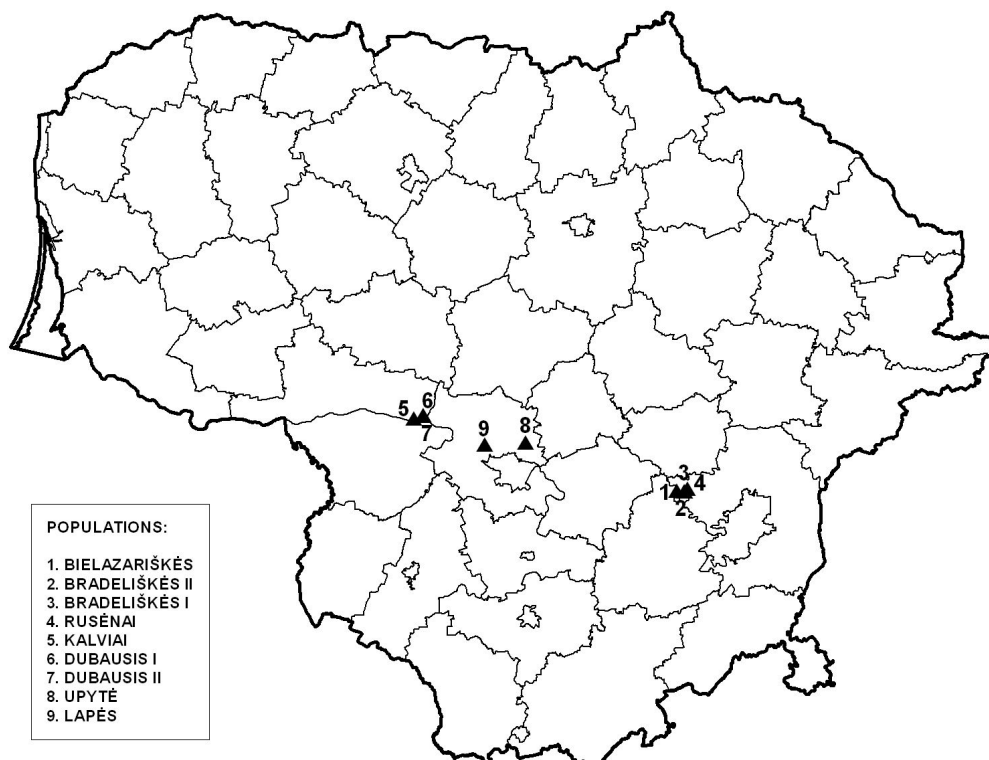 6
5
7
9
8
3
1
4
2
POPULATIONS:
1. BIELAZARIŠKĖS
2. BRADELIŠKĖS II
3. BRADELIŠKĖS I
4. RUSĖNAI
5. KALVIAI
6. DUBAUSIS I
7. DUBAUSIS II
8. UPYTĖ
9. LAPĖS